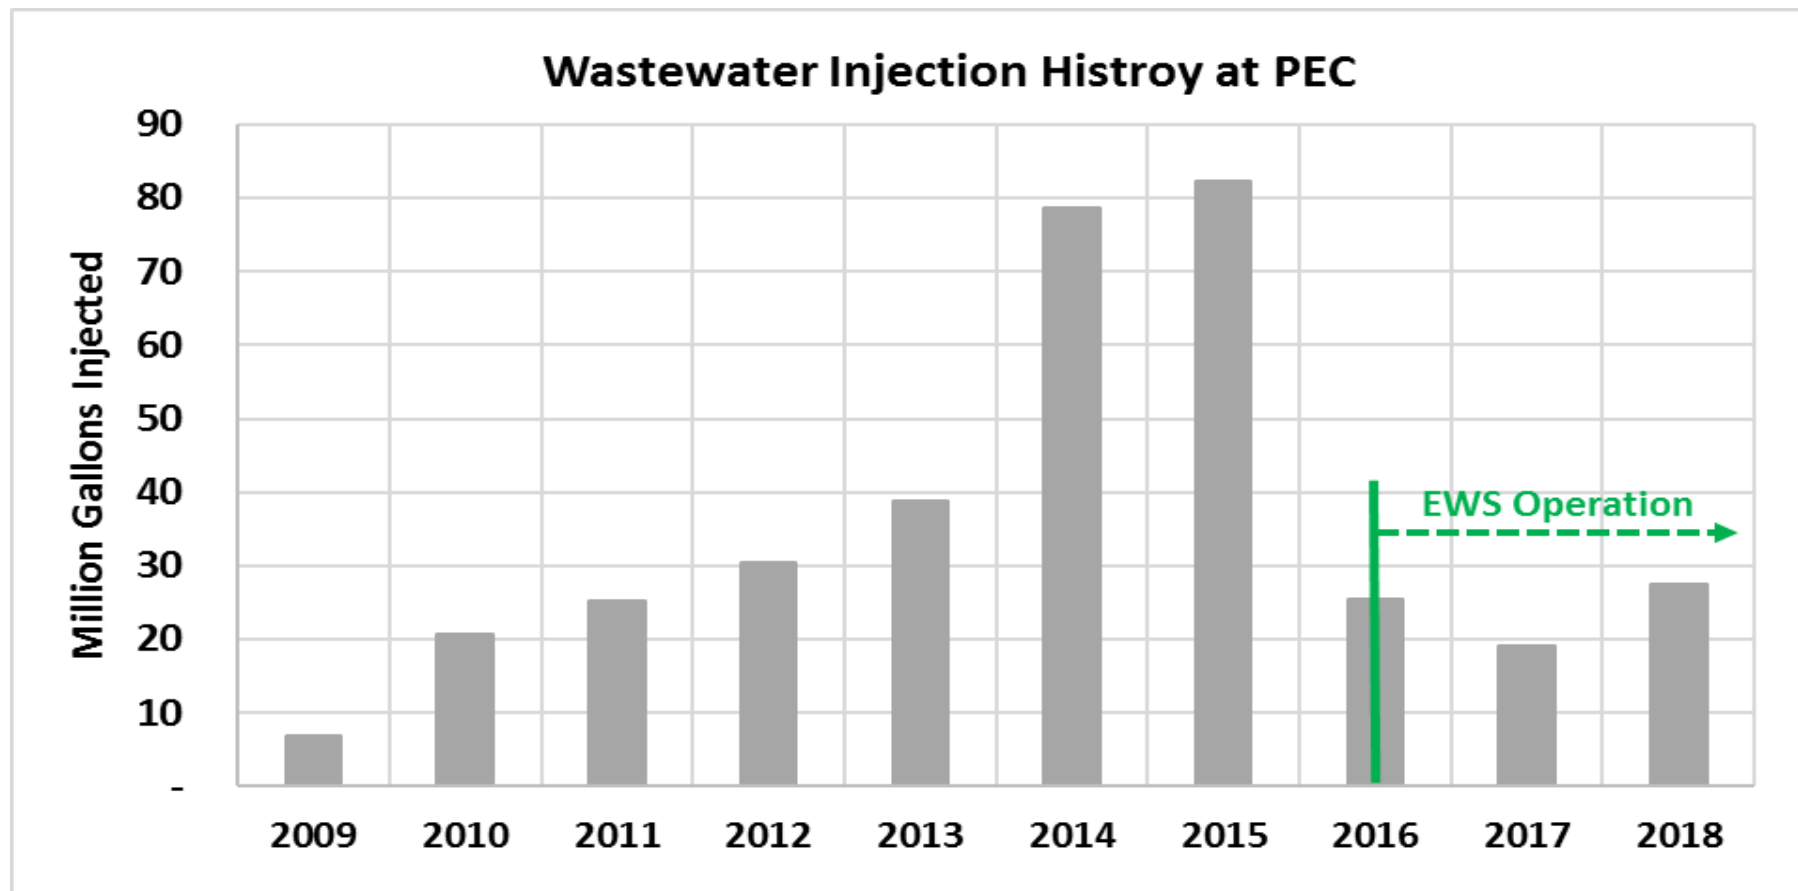 Wastewater Injection Histroy at PEC
Million Gallons Injected
90
80
70
60
50
40
30
20
10
-
EWS Operation
2009 2010 2011 2012 2013 2014 2015 2016 2017 2018